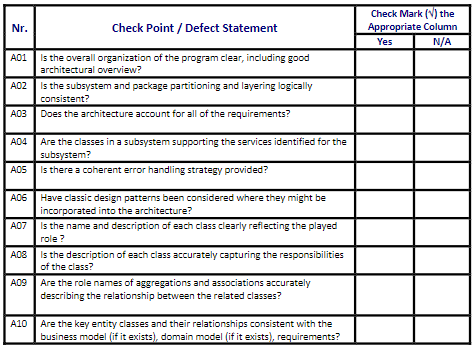 Nr.
Check Point / Defect Statement
Check Mark (√) the
Appropriate Column
Yes
N/A
A01
Is the overall organization of the program clear, including good
architectural overview?
A02
Is the subsystem and package partitioning and layering logically
consistent?
A03
Does the architecture account for all of the requirements?
A04
Are the classes in a subsystem supporting the services identified for the
subsystem?
A05
Is there a coherent error handling strategy provided?
A06
Have classic design patterns been considered where they might be
incorporated into the architecture?
A07
Is the name and description of each class clearly reflecting the played
role ?
A08
Is the description of each class accurately capturing the responsibilities
of the class?
A09
Are the role names of aggregations and associations accurately
describing the relationship between the related classes?
A10
Are the key entity classes and their relationships consistent with the
business model (if it exists), domain model (if it exists), requirements?